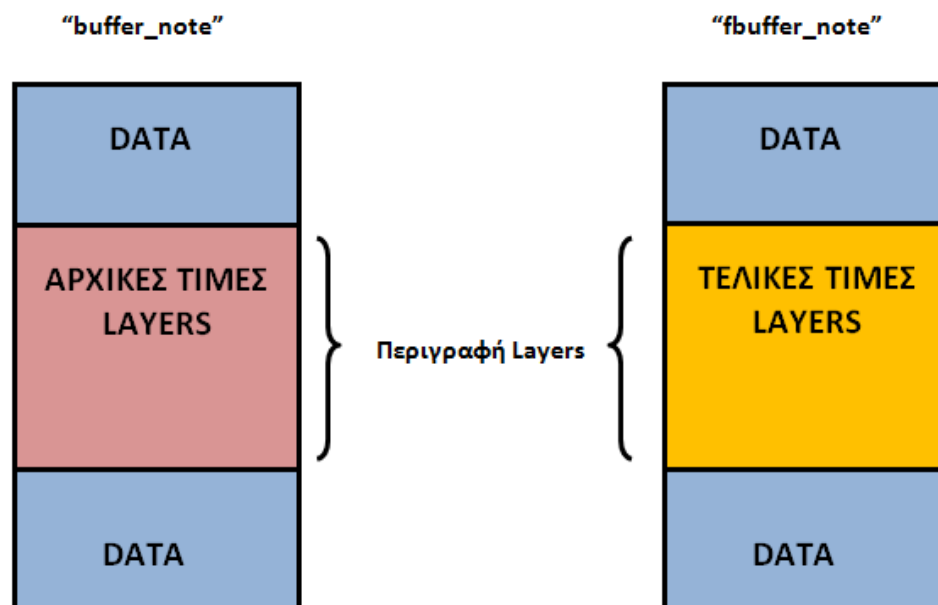 “buffer_note”
“fbuffer_note”
DATA
DATA
ΑΡΧΙΚΕΣ ΤΙΜΕΣ
LAYERS
Περιγραφή Layers
ΤΕΛΙΚΕΣ ΤΙΜΕΣ
LAYERS
DATA
DATA